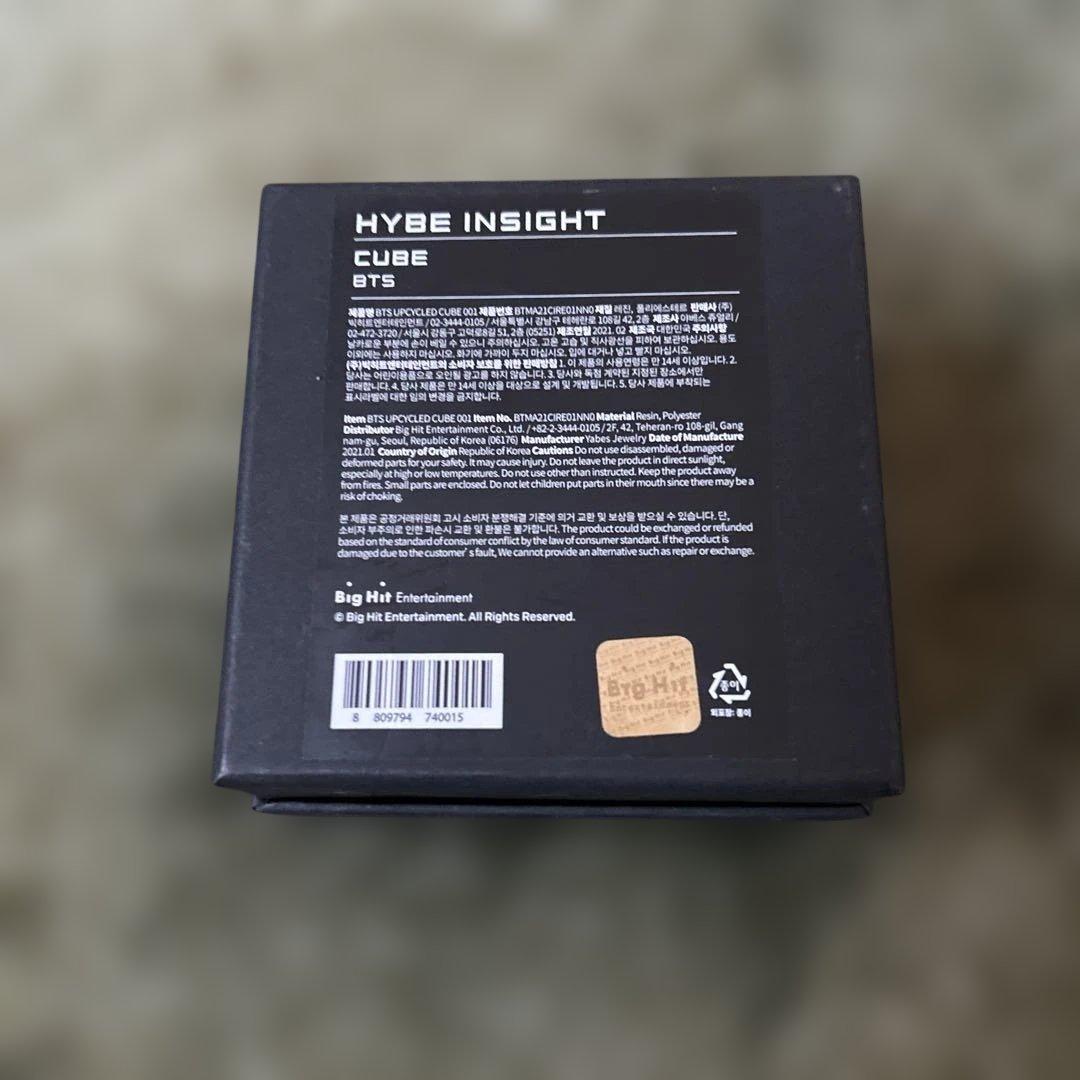 HYBE INSIGHT
CUBE
BTS
제품명 BTS UPCYCLED CUBE 001 제품번호 BTMA21CIRE01NN0 재질 레진, 폴리에스테르 판매사 (주)
빅히트엔터테인먼트 / 02-3444-0105 / 서울특별시 강남구 테헤란로 108길 42, 2층 제조사 이베스 쥬얼리 /
02-472-3720 / 서울시 강동구 고덕로8길 51, 2층 (05251) 제조연월 2021. 02 제조국 대한민국 주의사항
날카로운 부분에 손이 베일 수 있으니 주의하십시오. 고온 고습 및 직사광선을 피하여 보관하십시오. 용도
이외에는 사용하지 마십시오. 화기에 가까이 두지 마십시오. 입에 대거나 넣고 빨지 마십시오.
(주)빅히트엔터테인먼트의 소비자 보호를 위한 판매방침 1. 이 제품의 사용연령은 만 14세 이상입니다. 2.
당사는 어린이용품으로 오인될 광고를 하지 않습니다. 3. 당사와 독점 계약된 지정된 장소에서만
판매합니다. 4. 당사 제품은 만 14세 이상을 대상으로 설계 및 개발됩니다. 5. 당사 제품에 부착되는
표시라벨에 대한 임의 변경을 금지합니다.
Item BTS UPCYCLED CUBE 001 Item No. BTMA21CIRE01NN0 Material Resin, Polyester
Distributor Big Hit Entertainment Co., Ltd. / +82-2-3444-0105 / 2F, 42, Teheran-ro 108-gil, Gang
nam-gu, Seoul, Republic of Korea (06176) Manufacturer Yabes Jewelry Date of Manufacture
2021.01 Country of Origin Republic of Korea Cautions Do not use disassembled, damaged or
deformed parts for your safety. It may cause injury. Do not leave the product in direct sunlight,
especially at high or low temperatures. Do not use other than instructed. Keep the product away
from fires. Small parts are enclosed. Do not let children put parts in their mouth since there may be a
risk of choking.
본 제품은 공정거래위원회 고시 소비자 분쟁해결 기준에 의거 교환 및 보상을 받으실 수 있습니다. 단,
소비자 부주의로 인한 파손시 교환 및 환불은 불가합니다. The product could be exchanged or refunded
based on the standard of consumer conflict by the law of consumer standard. If the product is
damaged due to the customer's fault, We cannot provide an alternative such as repair or exchange.
Big Hit Entertainment
© Big Hit Entertainment. All Rights Reserved.
8 809794 740015
Big Hit
Entertainment
종이
외포장: 종이